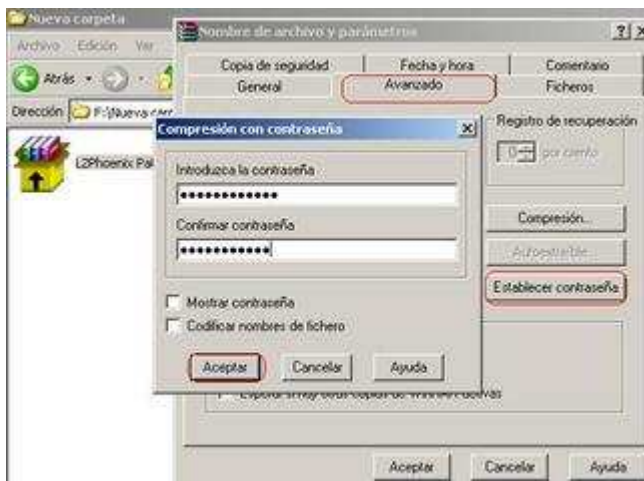 Nueva carpeta
Archivo Edición Ver
Atrás
Dirección F:\Nueva carp
L2Phoenix Pa
Nombre de archivo y parámetros
Copia de seguridad Fecha y hora Comentario
General Avanzado Ficheros
Registro de recuperación
0 por ciento
Compresión...
Establecer contraseña
Compresión con contraseña
Introduzca la contraseña
••••••••••••
Confirmar contraseña
•••••••••••
Mostrar contraseña
Codificar nombres de fichero
Aceptar Cancelar Ayuda
Aceptar Cancelar Ayuda